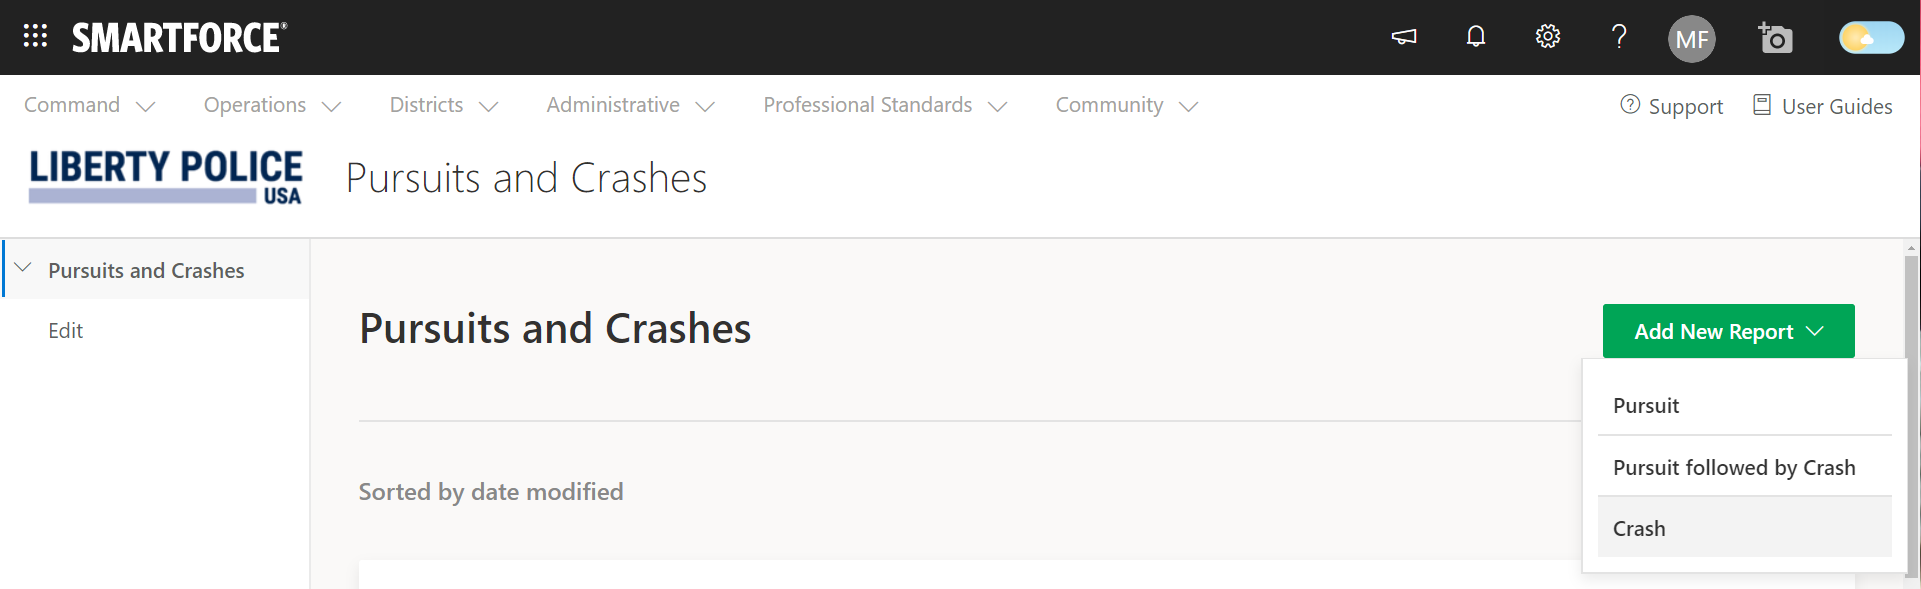 SMARTFORCE®
MF
Command Operations Districts Administrative Professional Standards Community Support User Guides
LIBERTY POLICE
USA
Pursuits and Crashes
Pursuits and Crashes
Edit
Pursuits and Crashes
Add New Report
Pursuit
Pursuit followed by Crash
Crash
Sorted by date modified